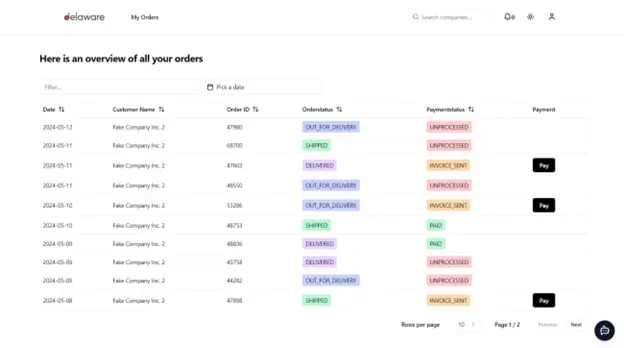 delaware My Orders Search companies... 0
Here is an overview of all your orders
Filter... Pick a date
Date Customer Name Order ID Orderstatus Paymentstatus Payment
2024-05-12 Fake Company Inc. 2 47980 OUT_FOR_DELIVERY UNPROCESSED
2024-05-11 Fake Company Inc. 2 68700 SHIPPED UNPROCESSED
2024-05-11 Fake Company Inc. 2 47603 DELIVERED INVOICE_SENT Pay
2024-05-11 Fake Company Inc. 2 48550 OUT_FOR_DELIVERY UNPROCESSED
2024-05-10 Fake Company Inc. 2 53286 OUT_FOR_DELIVERY INVOICE_SENT Pay
2024-05-10 Fake Company Inc. 2 48753 SHIPPED PAID
2024-05-09 Fake Company Inc. 2 48836 DELIVERED PAID
2024-05-09 Fake Company Inc. 2 43758 DELIVERED UNPROCESSED
2024-05-09 Fake Company Inc. 2 44282 OUT_FOR_DELIVERY UNPROCESSED
2024-05-08 Fake Company Inc. 2 47898 SHIPPED INVOICE_SENT Pay
Rows per page 10 Page 1 / 2 Previous Next